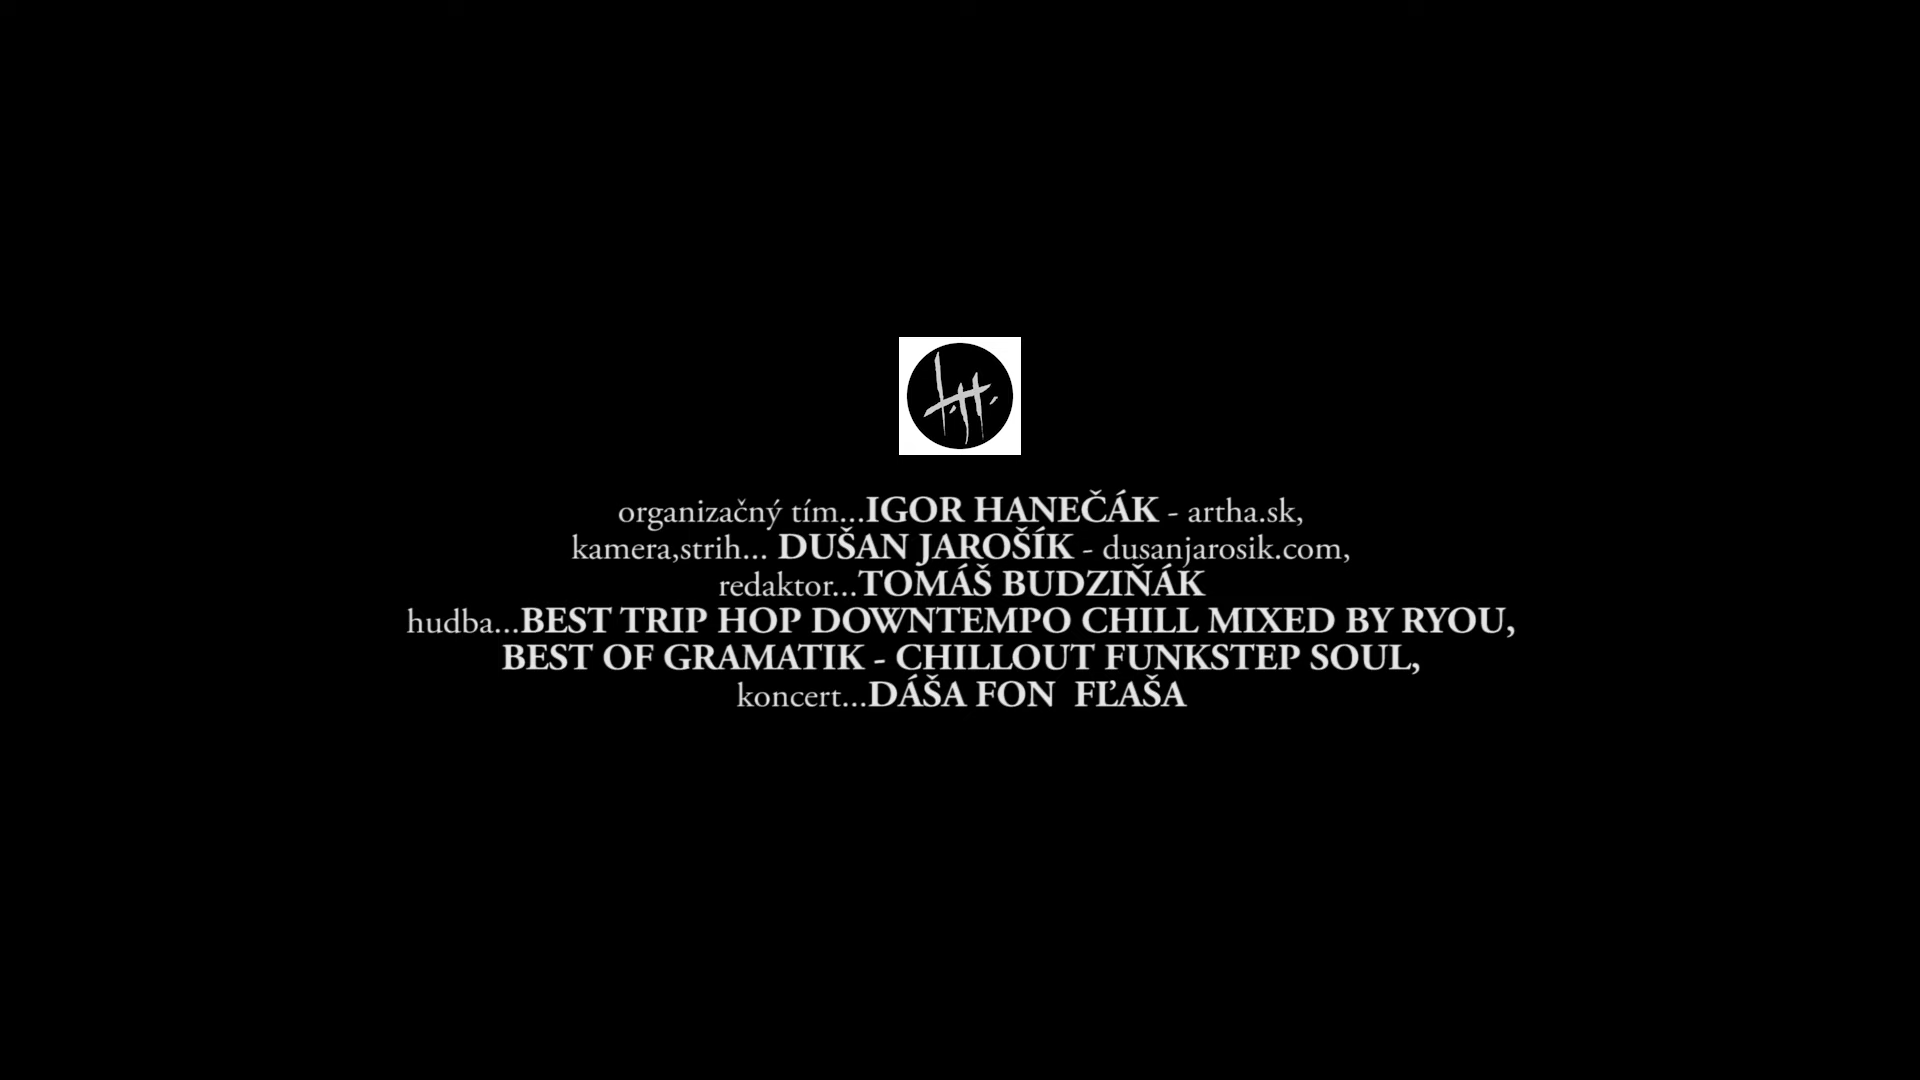 organizačný tím...IGOR HANEČÁK - artha.sk,
kamera,strih... DUŠAN JAROŠÍK - dusanjarosik.com,
redaktor...TOMÁŠ BUDZIŇÁK
hudba...BEST TRIP HOP DOWNTEMPO CHILL MIXED BY RYOU,
BEST OF GRAMATIK - CHILLOUT FUNKSTEP SOUL,
koncert...DÁŠA FON  FĽAŠA